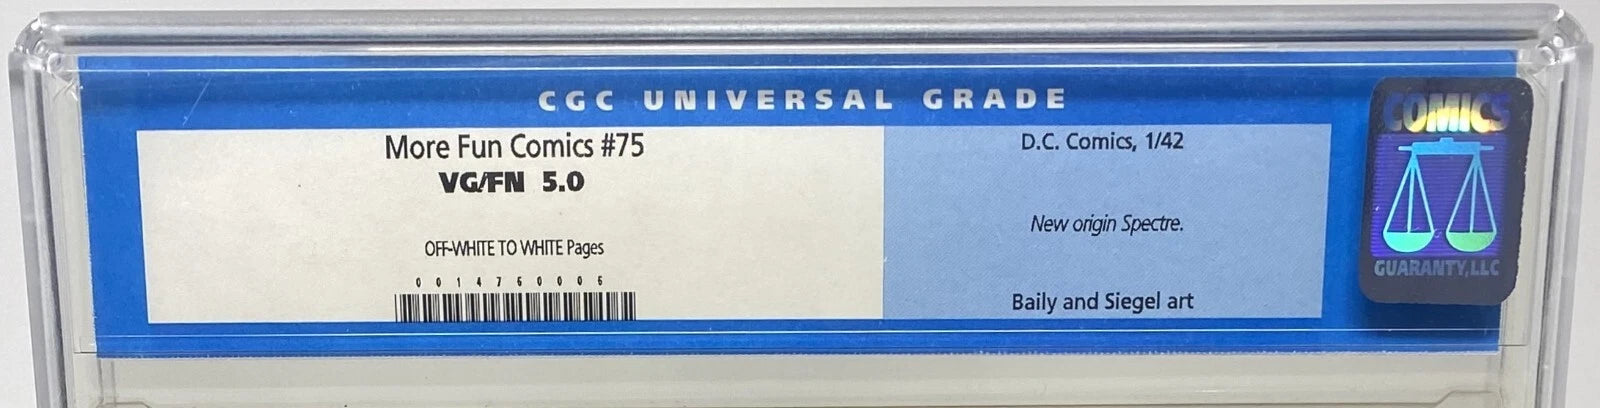 CGC UNIVERSAL GRADE
More Fun Comics #75
VG/FN 5.0
OFF-WHITE TO WHITE Pages
0014760006
D.C. Comics, 1/42
New origin Spectre.
Baily and Siegel art
COMICS
GUARANTY,LLC